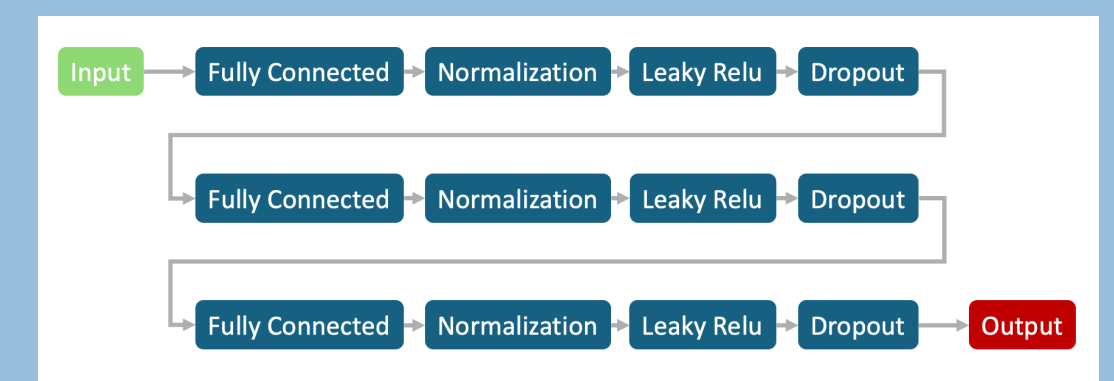 Input Fully Connected Normalization Leaky Relu Dropout
Fully Connected Normalization Leaky Relu Dropout
Fully Connected Normalization Leaky Relu Dropout Output